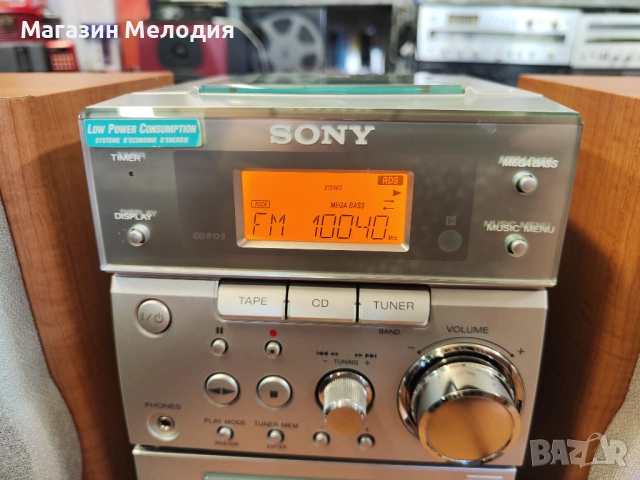 Магазин Мелодия
LOW POWER CONSUMPTION
SYSTEME D'ECONOMIE D'ENERGIE
SONY
TIMER
RDS
STEREO
MEGA BASS
MEGA BASS
DISPLAY
FM 100.40 MHz
MUSIC MENU
TAPE CD TUNER
BAND
VOLUME
I/⏻
TUNING
- +
- +
PHONES
PLAY MODE
TUNER MEM
ENTER
BAZAR